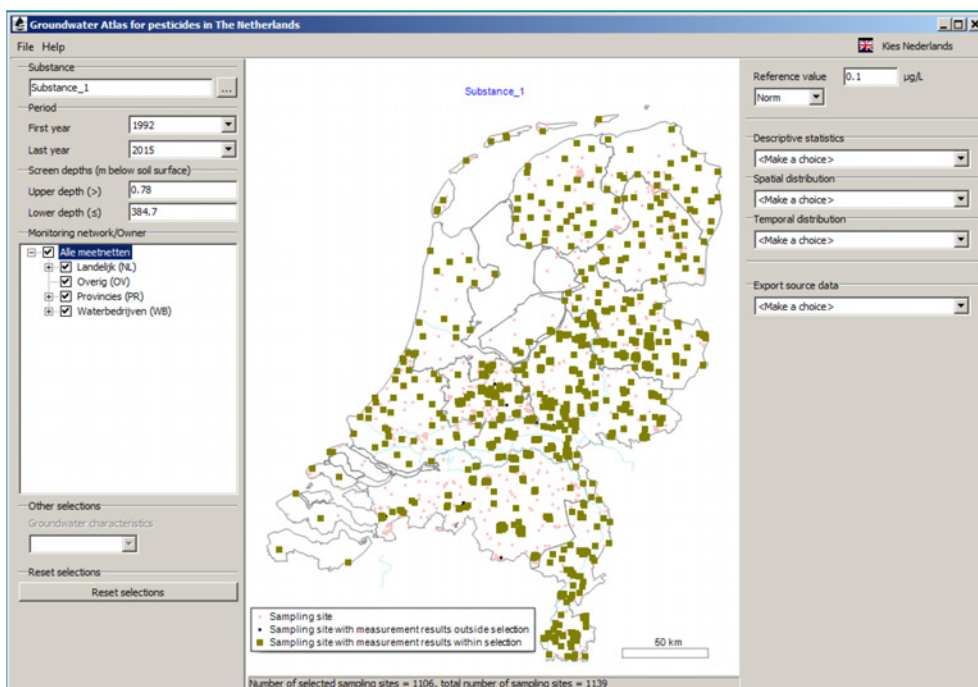 Groundwater Atlas for pesticides in The Netherlands
File Help
Kies Nederlands
Substance
Substance_1
...
Period
First year 1992
Last year 2015
Screen depths (m below soil surface)
Upper depth (>) 0.78
Lower depth (≤) 384.7
Monitoring network/Owner
Alle meetnetten
Landelijk (NL)
Overig (OV)
Provincies (PR)
Waterbedrijven (WB)
Other selections
Groundwater characteristics
Reset selections
Reset selections
Substance_1
Sampling site
Sampling site with measurement results outside selection
Sampling site with measurement results within selection
60 km
Number of selected sampling sites = 1106, total number of sampling sites = 1139
Reference value 0.1 µg/L
Norm
Descriptive statistics
<Make a choice>
Spatial distribution
<Make a choice>
Temporal distribution
<Make a choice>
Export source data
<Make a choice>